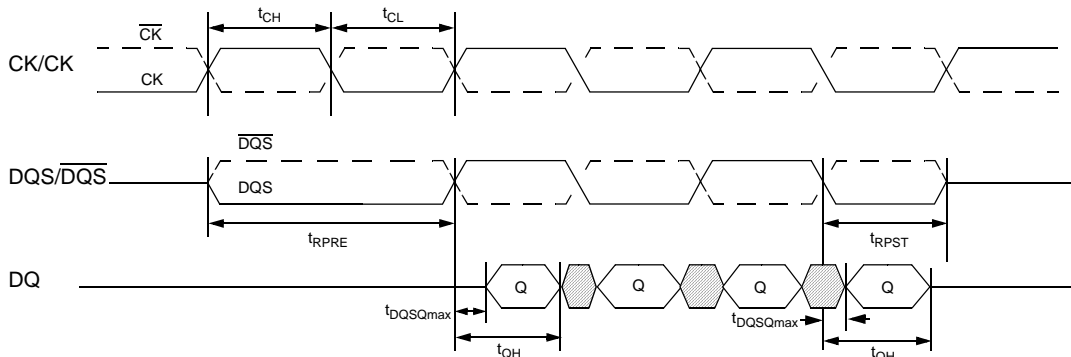 tCH
tCL
CK
CK/CK
CK
DQS
DQS/DQS
DQS
tRPRE
tRPST
DQ
Q
Q
Q
Q
tDQSQmax
tDQSQmax
tQH
tQH